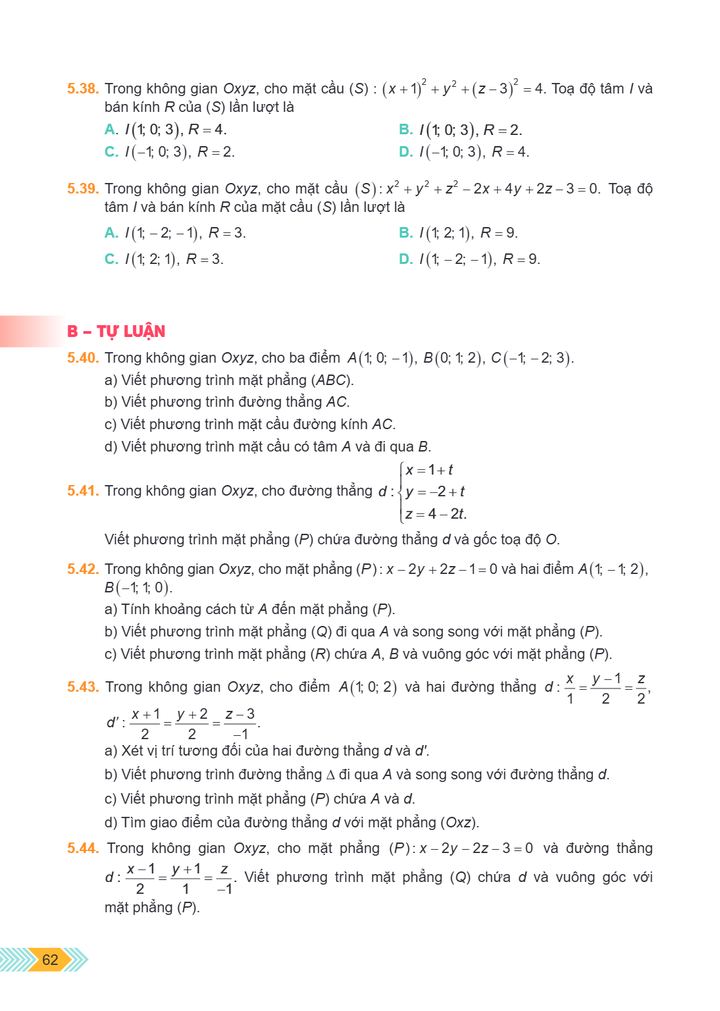 5.38. Trong không gian Oxyz, cho mặt cầu (S) : (x + 1)² + y² + (z − 3)² = 4. Toạ độ tâm I và
bán kính R của (S) lần lượt là
A. I(1; 0; 3), R = 4. B. I(1; 0; 3), R = 2.
C. I(−1; 0; 3), R = 2. D. I(−1; 0; 3), R = 4.
5.39. Trong không gian Oxyz, cho mặt cầu (S): x² + y² + z² − 2x + 4y + 2z − 3 = 0. Toạ độ
tâm I và bán kính R của mặt cầu (S) lần lượt là
A. I(1; − 2; − 1), R = 3. B. I(1; 2; 1), R = 9.
C. I(1; 2; 1), R = 3. D. I(1; − 2; − 1), R = 9.
B – TỰ LUẬN
5.40. Trong không gian Oxyz, cho ba điểm A(1; 0; −1), B(0; 1; 2), C(−1; − 2; 3).
a) Viết phương trình mặt phẳng (ABC).
b) Viết phương trình đường thẳng AC.
c) Viết phương trình mặt cầu đường kính AC.
d) Viết phương trình mặt cầu có tâm A và đi qua B.
x = 1 + t
5.41. Trong không gian Oxyz, cho đường thẳng d : { y = −2 + t
z = 4 − 2t.
Viết phương trình mặt phẳng (P) chứa đường thẳng d và gốc toạ độ O.
5.42. Trong không gian Oxyz, cho mặt phẳng (P): x − 2y + 2z − 1 = 0 và hai điểm A(1; − 1; 2),
B(−1; 1; 0).
a) Tính khoảng cách từ A đến mặt phẳng (P).
b) Viết phương trình mặt phẳng (Q) đi qua A và song song với mặt phẳng (P).
c) Viết phương trình mặt phẳng (R) chứa A, B và vuông góc với mặt phẳng (P).
5.43. Trong không gian Oxyz, cho điểm A(1; 0; 2) và hai đường thẳng d : x/1 = (y − 1)/2 = z/2,
d' : (x + 1)/2 = (y + 2)/2 = (z − 3)/−1.
a) Xét vị trí tương đối của hai đường thẳng d và d'.
b) Viết phương trình đường thẳng Δ đi qua A và song song với đường thẳng d.
c) Viết phương trình mặt phẳng (P) chứa A và d.
d) Tìm giao điểm của đường thẳng d với mặt phẳng (Oxz).
5.44. Trong không gian Oxyz, cho mặt phẳng (P): x − 2y − 2z − 3 = 0 và đường thẳng
d : (x − 1)/2 = (y + 1)/1 = z/−1. Viết phương trình mặt phẳng (Q) chứa d và vuông góc với
mặt phẳng (P).
62